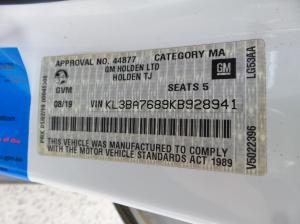 APPROVAL 44877
CATEGORY MA
GM HOLDEN LTD
HOLDEN TJ
GM
GVM
SEATS 5
08/19
VIN KL3BA7689KB928941
THIS VEHICLE WAS MANUFACTURED TO COMPLY
WITH THE MOTOR VEHICLE STANDARDS ACT 1989
LG53AA
V5022396